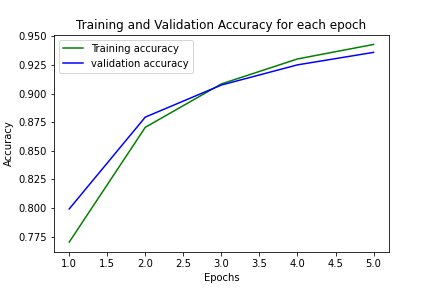 Training and Validation Accuracy for each epoch
0.950
0.925
0.900
0.875
0.850
0.825
0.800
0.775
Accuracy
Training accuracy
validation accuracy
1.0 1.5 2.0 2.5 3.0 3.5 4.0 4.5 5.0
Epochs